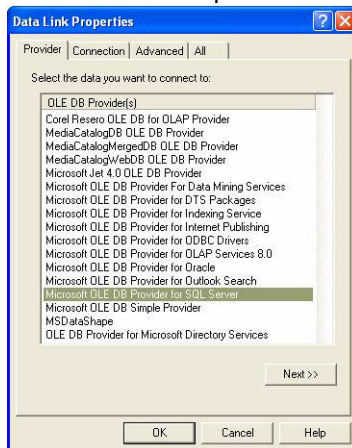 Data Link Properties
Provider Connection Advanced All
Select the data you want to connect to:
OLE DB Provider(s)
Corel Resero OLE DB for OLAP Provider
MediaCatalogDB OLE DB Provider
MediaCatalogMergedDB OLE DB Provider
MediaCatalogWebDB OLE DB Provider
Microsoft Jet 4.0 OLE DB Provider
Microsoft OLE DB Provider For Data Mining Services
Microsoft OLE DB Provider for DTS Packages
Microsoft OLE DB Provider for Indexing Service
Microsoft OLE DB Provider for Internet Publishing
Microsoft OLE DB Provider for ODBC Drivers
Microsoft OLE DB Provider for OLAP Services 8.0
Microsoft OLE DB Provider for Oracle
Microsoft OLE DB Provider for Outlook Search
Microsoft OLE DB Provider for SQL Server
Microsoft OLE DB Simple Provider
MSDataShape
OLE DB Provider for Microsoft Directory Services
Next >>
OK Cancel Help